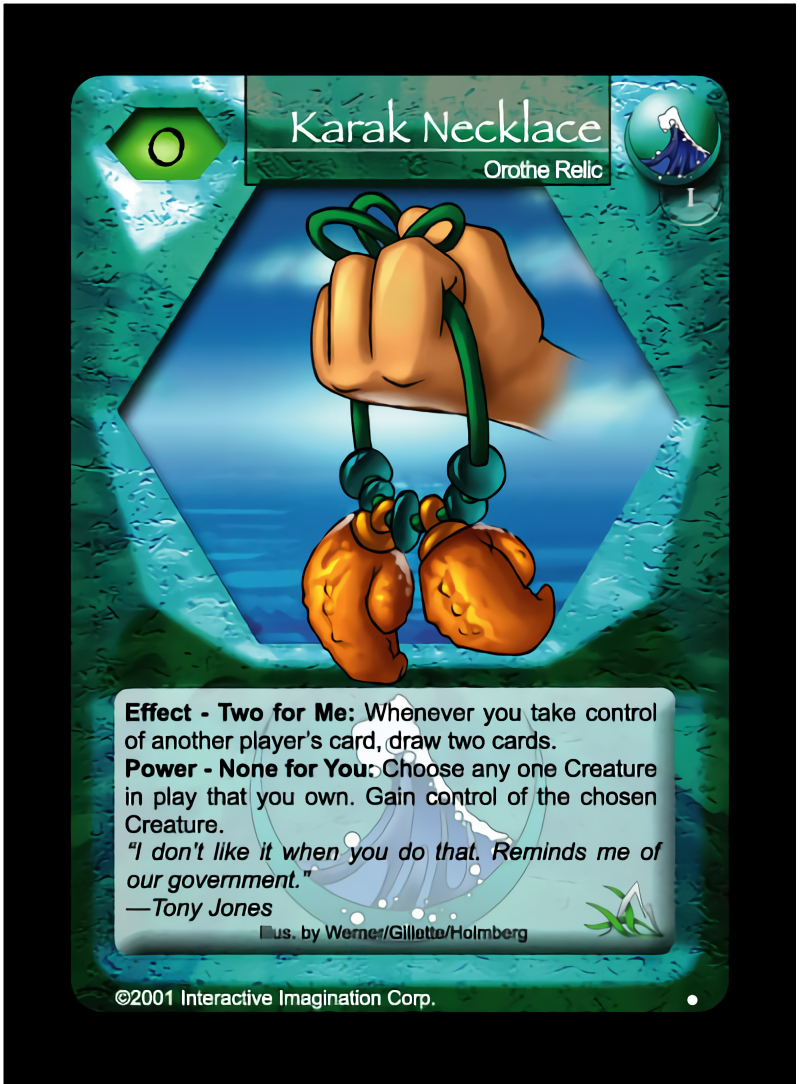 0
Karak Necklace
Orothe Relic
I
Effect - Two for Me: Whenever you take control
of another player's card, draw two cards.
Power - None for You: Choose any one Creature
in play that you own. Gain control of the chosen
Creature.
"I don't like it when you do that. Reminds me of
our government."
—Tony Jones
Illus. by Werner/Gillotte/Holmberg
©2001 Interactive Imagination Corp.